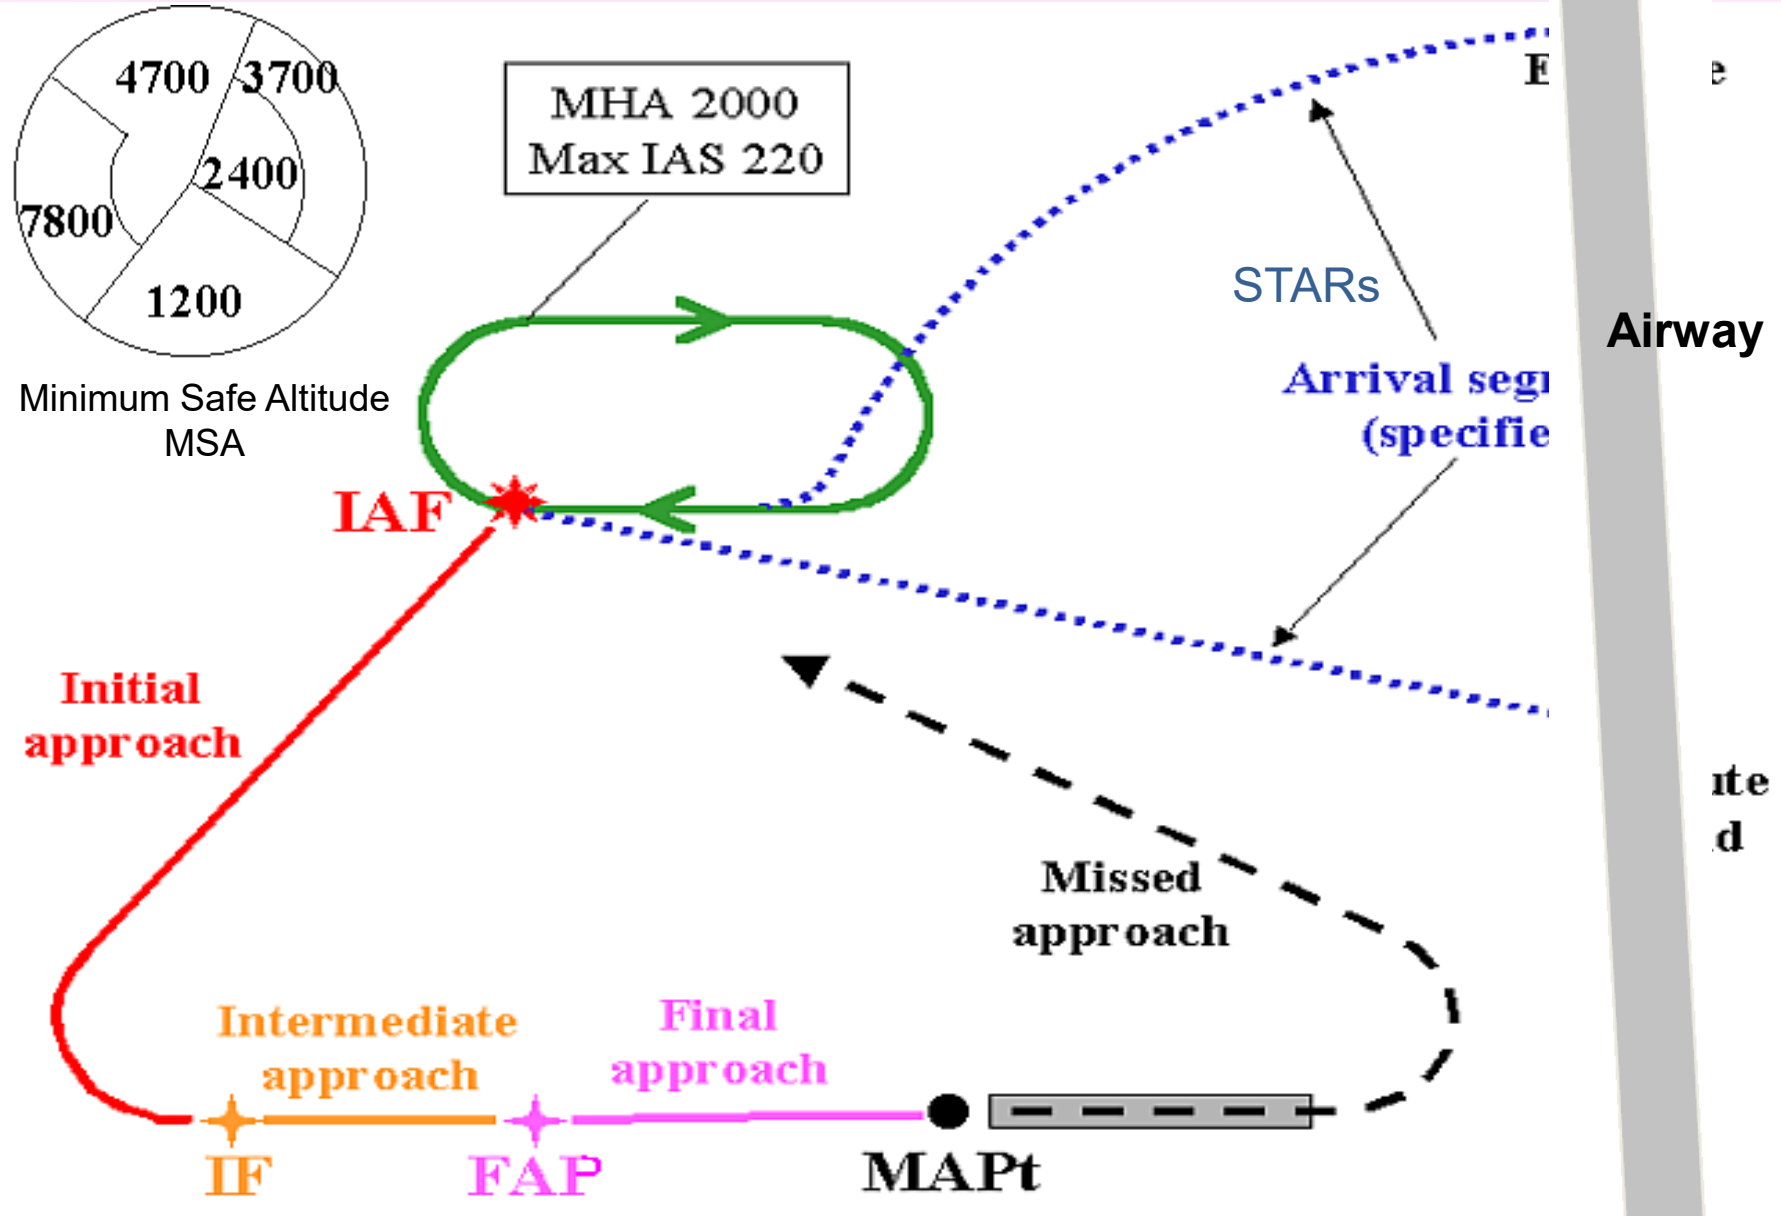 4700
3700
2400
7800
1200
Minimum Safe Altitude
MSA
MHA 2000
Max IAS 220
STARs
Airway
Arrival
IAF
Initial
approach
Missed
approach
Intermediate
approach
Final
approach
IF
FAP
MAPt